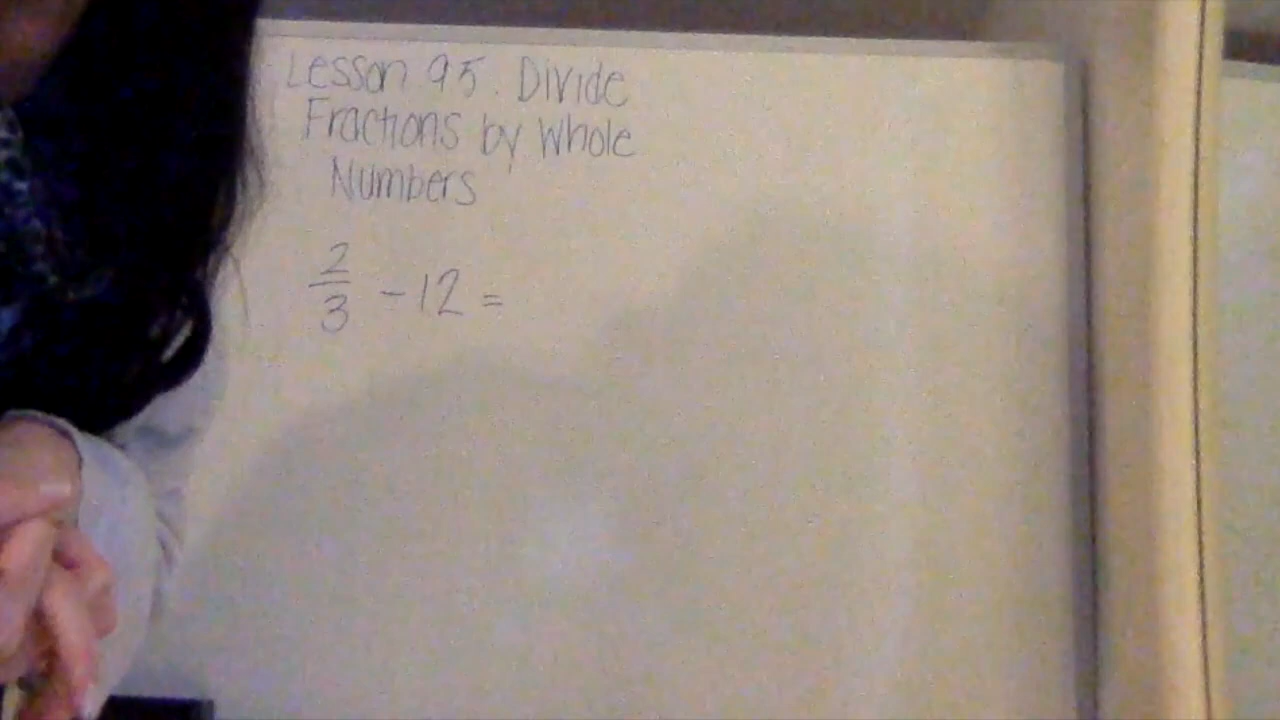 Lesson 95. Divide
Fractions by Whole
Numbers
2/3 - 12 =